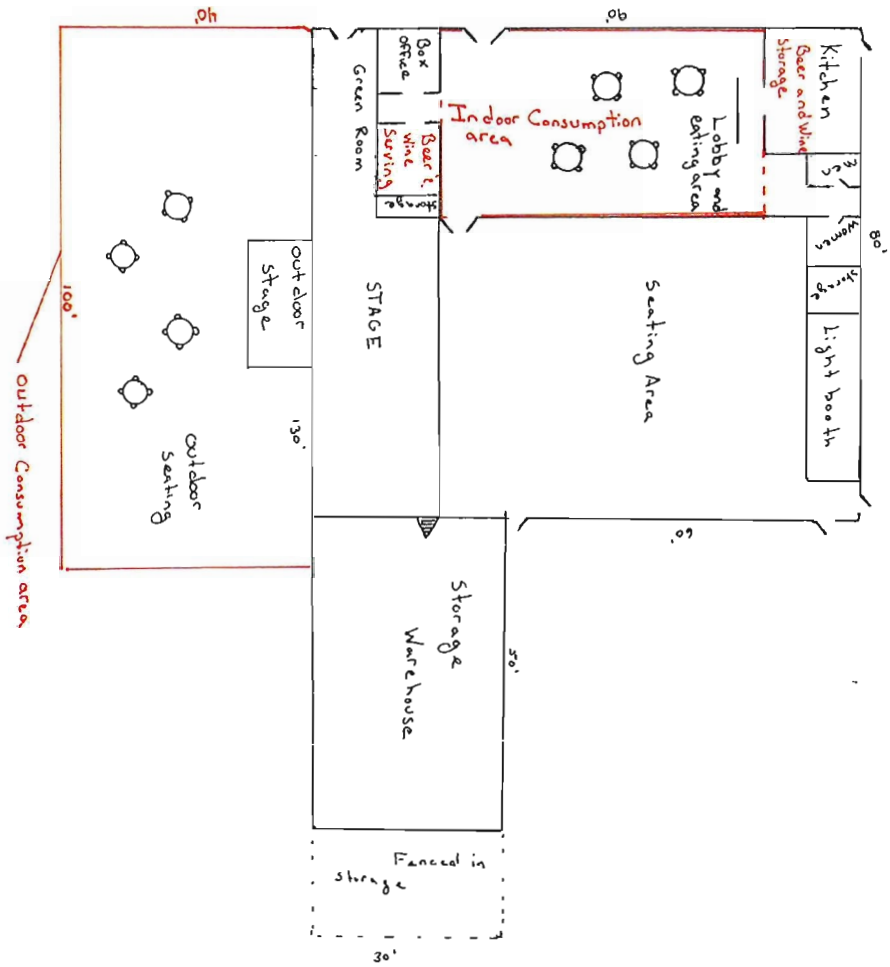 40'
90'
Box
office
Green Room
Beer &
Wine
Serving
storage
Indoor Consumption
area
Lobby and
eating area
Kitchen
Beer and Wine
Storage
80'
women
storage
Light booth
Outdoor
Stage
STAGE
Seating Area
100'
130'
Outdoor
Seating
Outdoor Consumption area
60'
Storage
Warehouse
50'
Fenced in
storage
30'